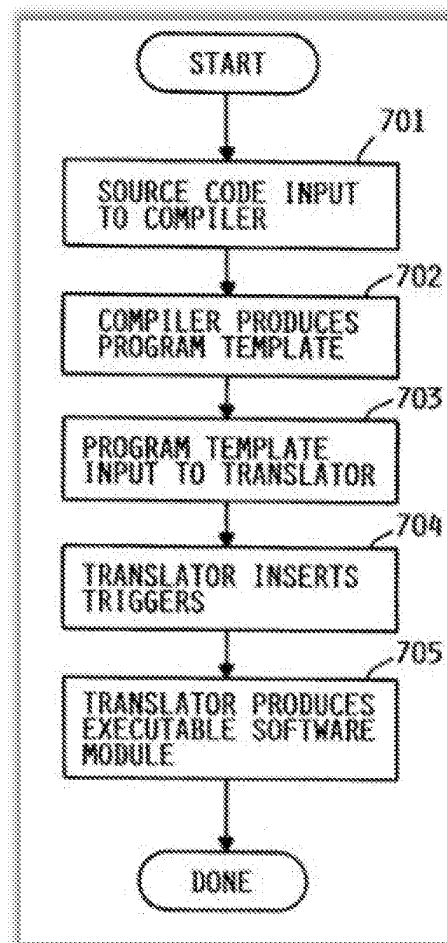 START
701
SOURCE CODE INPUT
TO COMPILER
702
COMPILER PRODUCES
PROGRAM TEMPLATE
703
PROGRAM TEMPLATE
INPUT TO TRANSLATOR
704
TRANSLATOR INSERTS
TRIGGERS
705
TRANSLATOR PRODUCES
EXECUTABLE SOFTWARE
MODULE
DONE